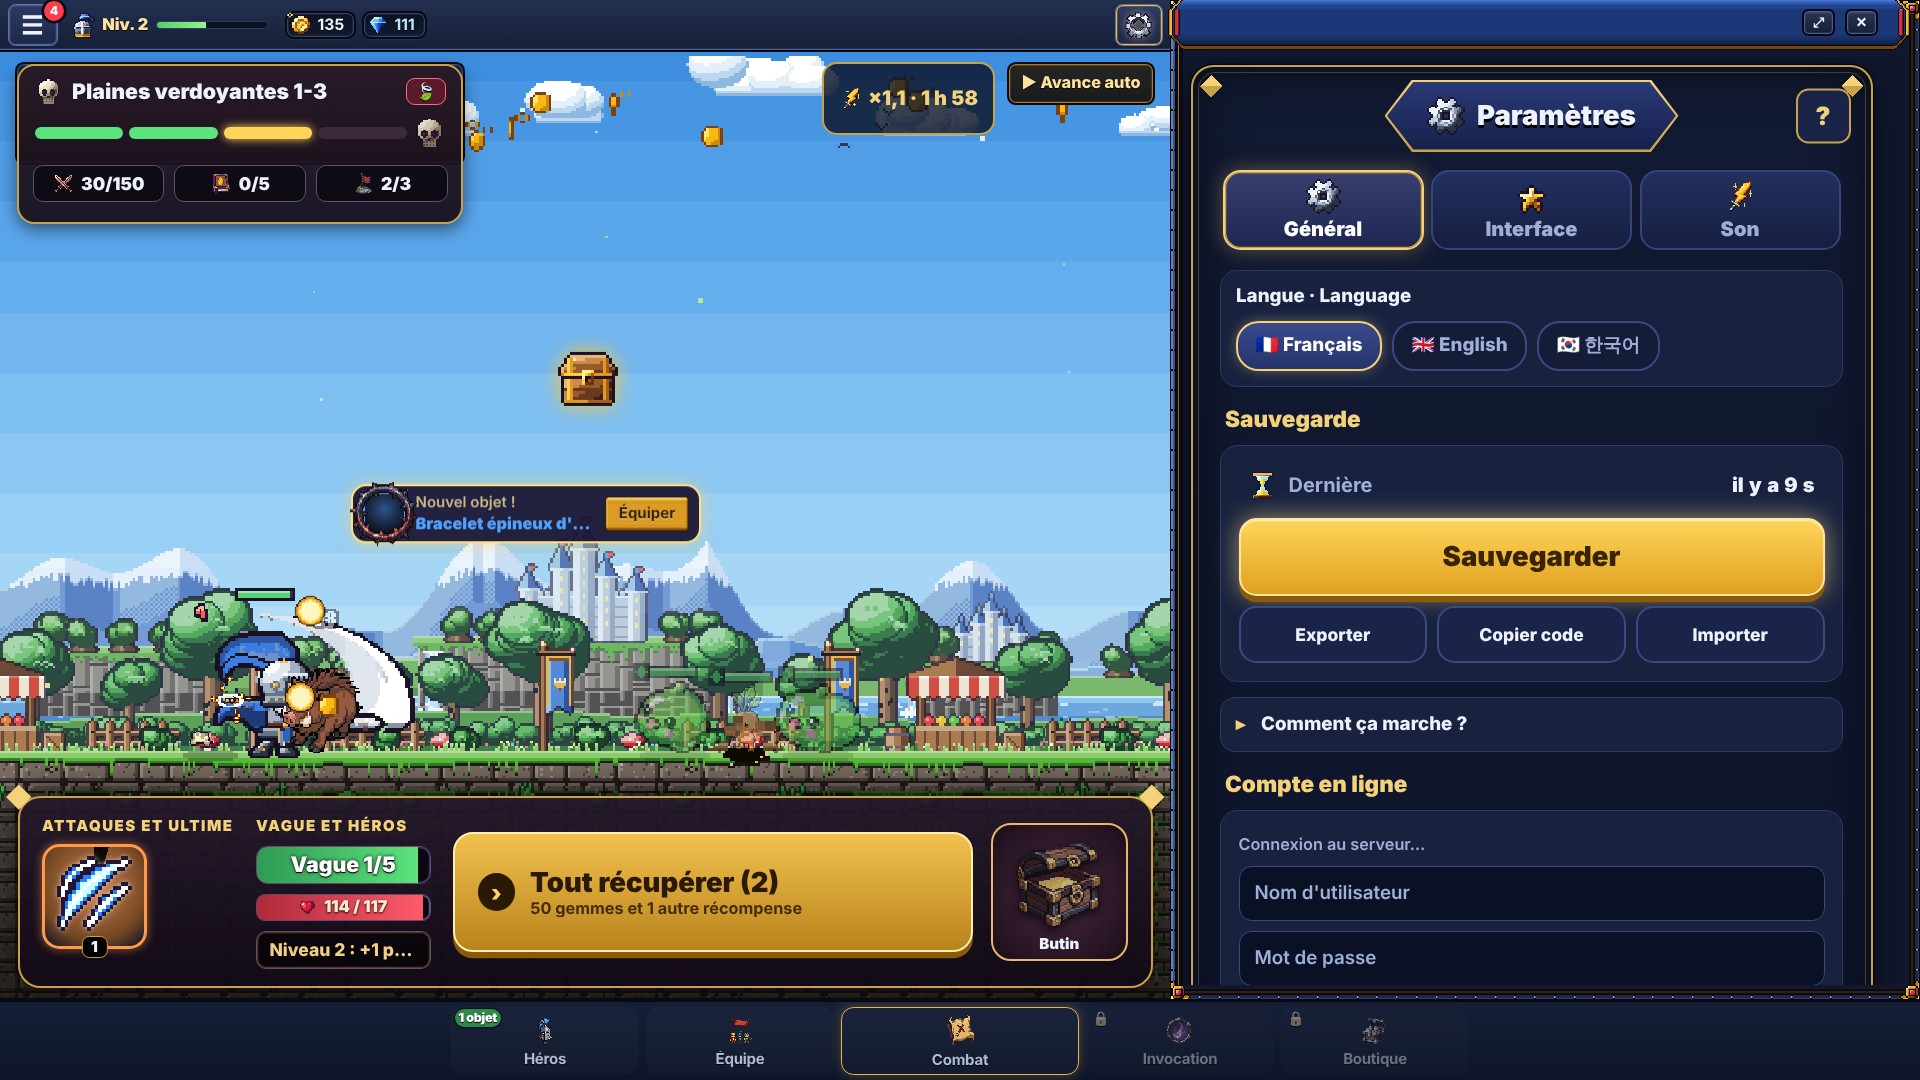 4
Niv. 2
135
111
Plaines verdoyantes 1-3
30/150
0/5
2/3
×1,1 · 1 h 58
Avance auto
Nouvel objet !
Bracelet épineux d'...
Équiper
ATTAQUES ET ULTIME
1
VAGUE ET HÉROS
Vague 1/5
114 / 117
Niveau 2 : +1 p...
Tout récupérer (2)
50 gemmes et 1 autre récompense
Butin
Paramètres
?
Général
Interface
Son
Langue · Language
Français
English
한국어
Sauvegarde
Dernière
il y a 9 s
Sauvegarder
Exporter
Copier code
Importer
Comment ça marche ?
Compte en ligne
Connexion au serveur...
Nom d'utilisateur
Mot de passe
1 objet
Héros
Équipe
Combat
Invocation
Boutique